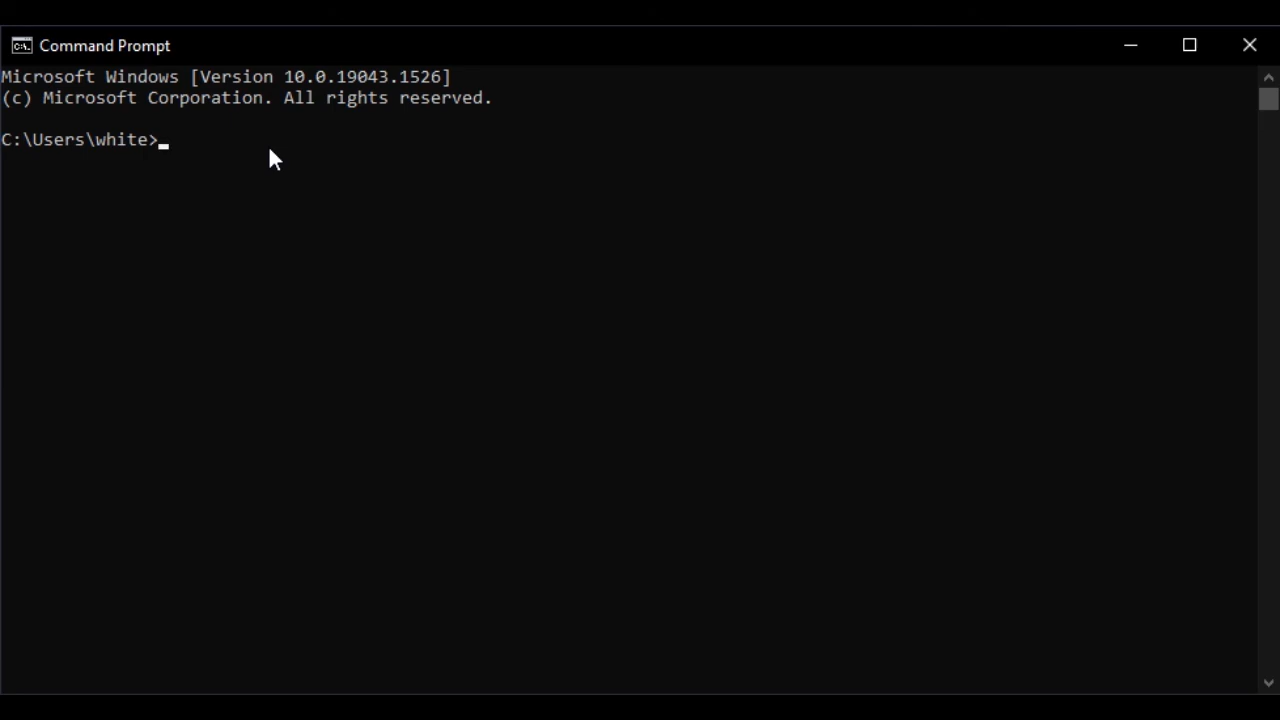 Command Prompt
Microsoft Windows [Version 10.0.19043.1526]
(c) Microsoft Corporation. All rights reserved.
C:\Users\white>